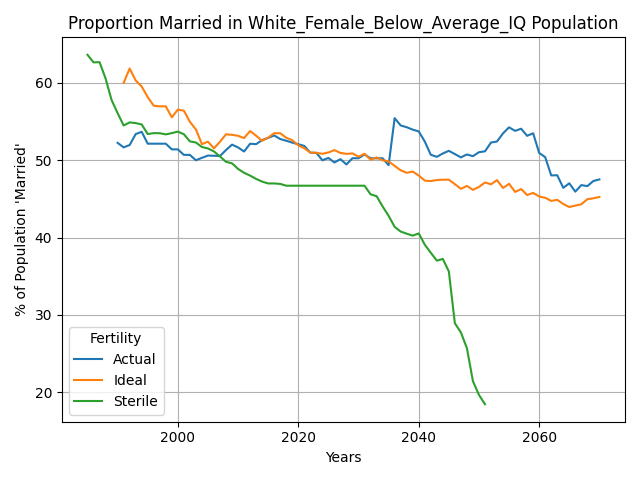 Proportion Married in White_Female_Below_Average_IQ Population
% of Population 'Married'
60
50
40
30
20
Fertility
Actual
Ideal
Sterile
2000 2020 2040 2060
Years